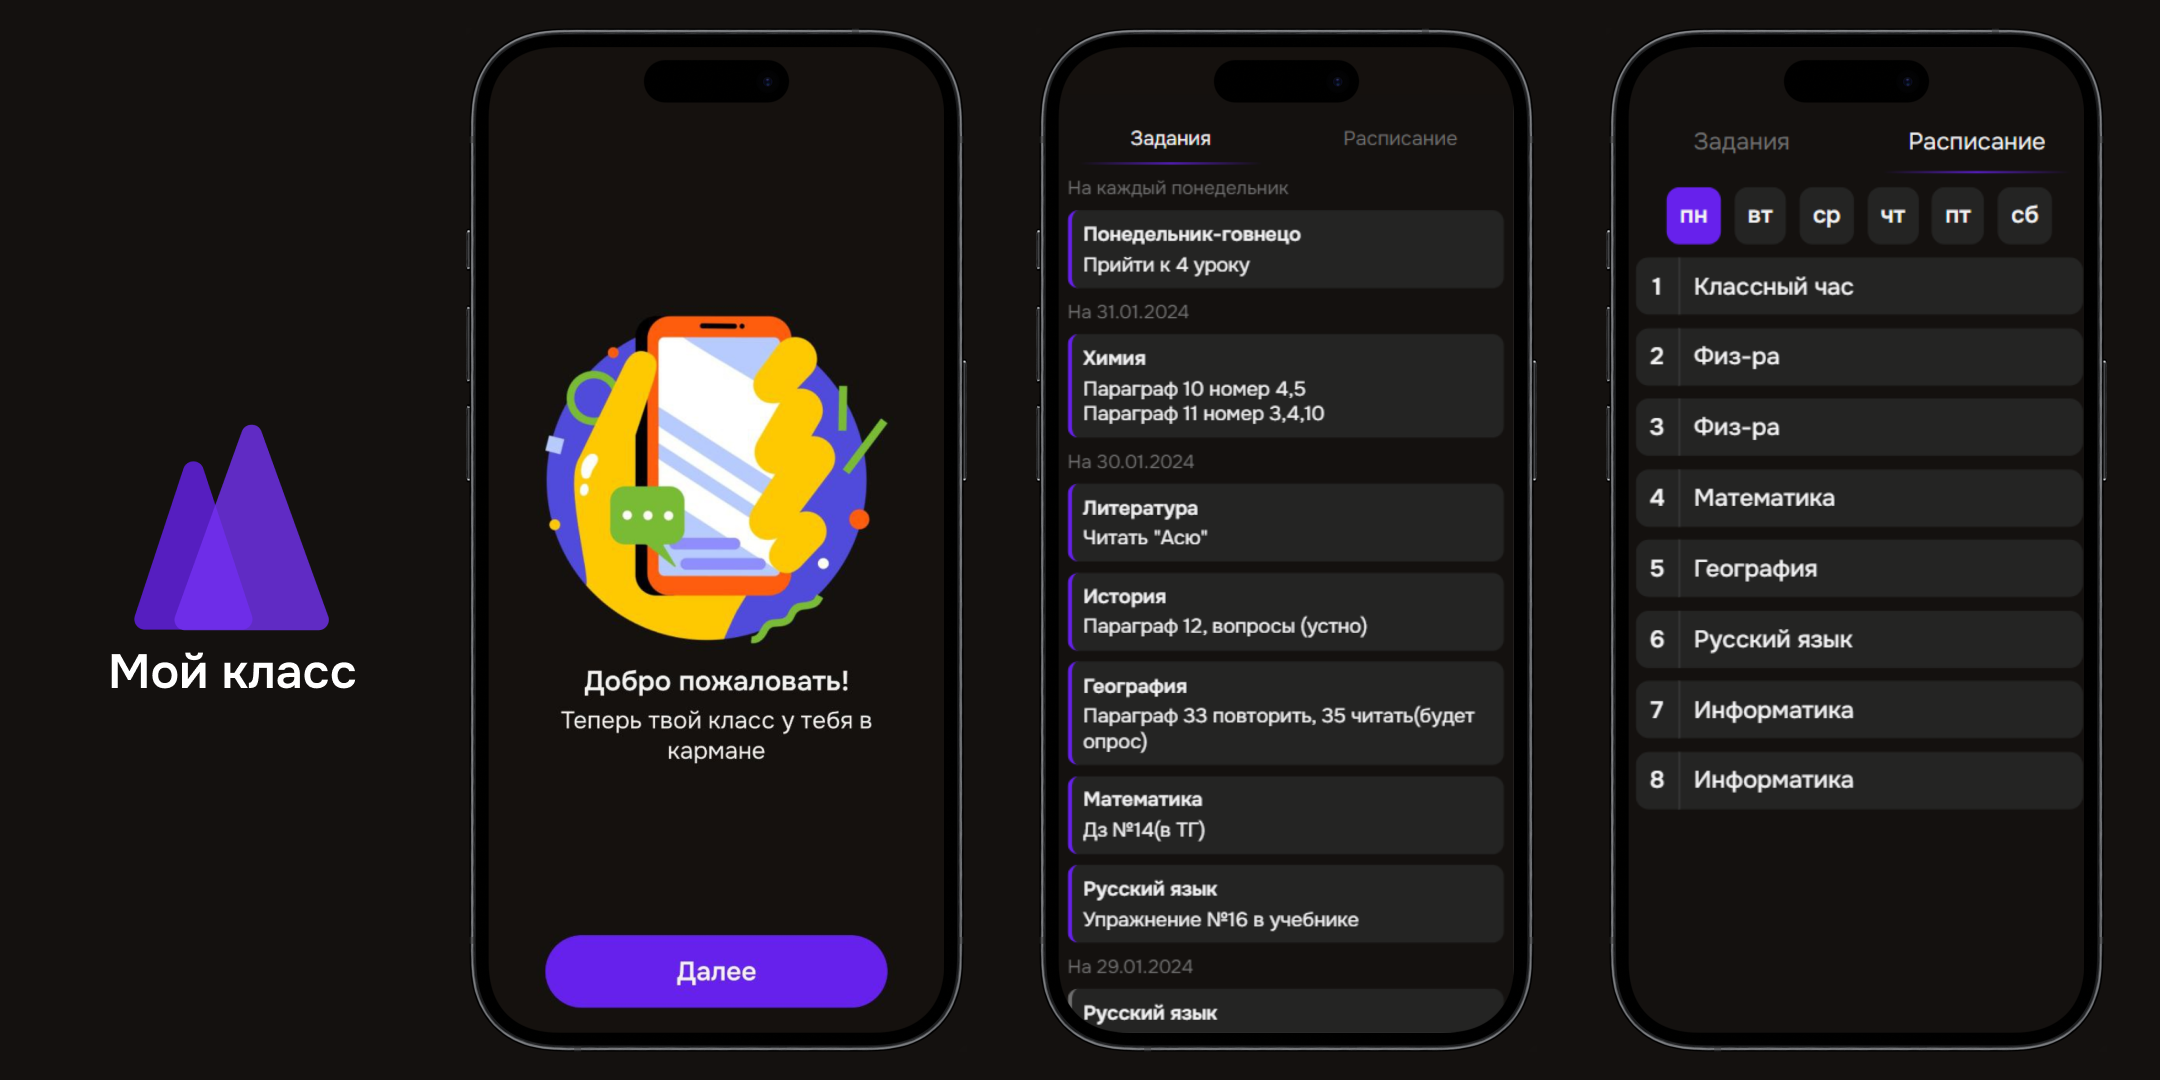 Мой класс
Добро пожаловать!
Теперь твой класс у тебя в
кармане
Далее
Задания
Расписание
На каждый понедельник
Понедельник-говнецо
Прийти к 4 уроку
На 31.01.2024
Химия
Параграф 10 номер 4,5
Параграф 11 номер 3,4,10
На 30.01.2024
Литература
Читать "Асю"
История
Параграф 12, вопросы (устно)
География
Параграф 33 повторить, 35 читать(будет
опрос)
Математика
Дз №14(в ТГ)
Русский язык
Упражнение №16 в учебнике
На 29.01.2024
Русский язык
Задания
Расписание
пн вт ср чт пт сб
1 Классный час
2 Физ-ра
3 Физ-ра
4 Математика
5 География
6 Русский язык
7 Информатика
8 Информатика